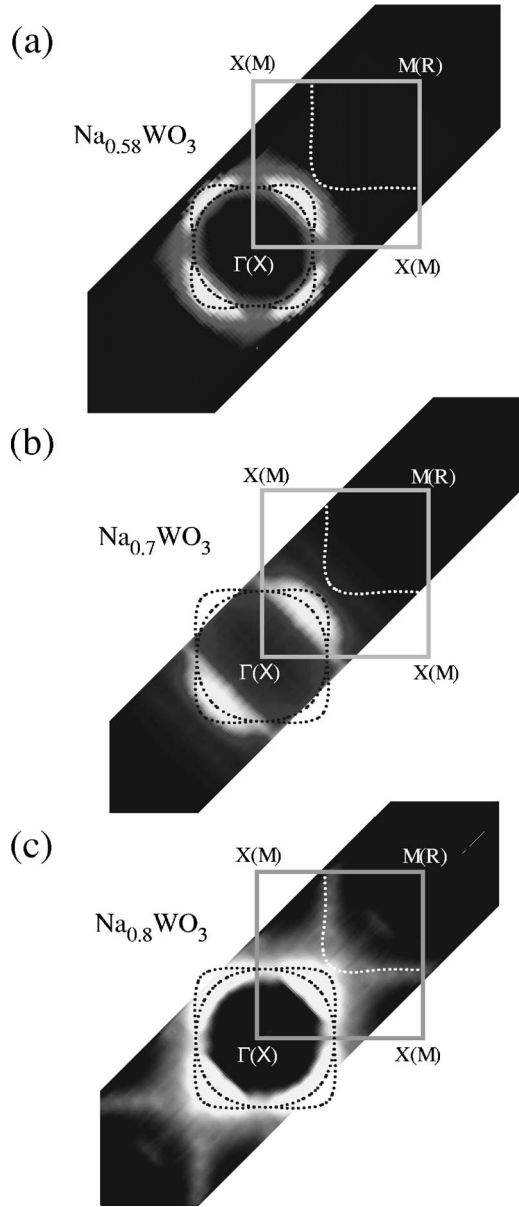 (a)
X(M)
M(R)
Na0.58WO3
Γ(X)
X(M)
(b)
X(M)
M(R)
Na0.7WO3
Γ(X)
X(M)
(c)
X(M)
M(R)
Na0.8WO3
Γ(X)
X(M)